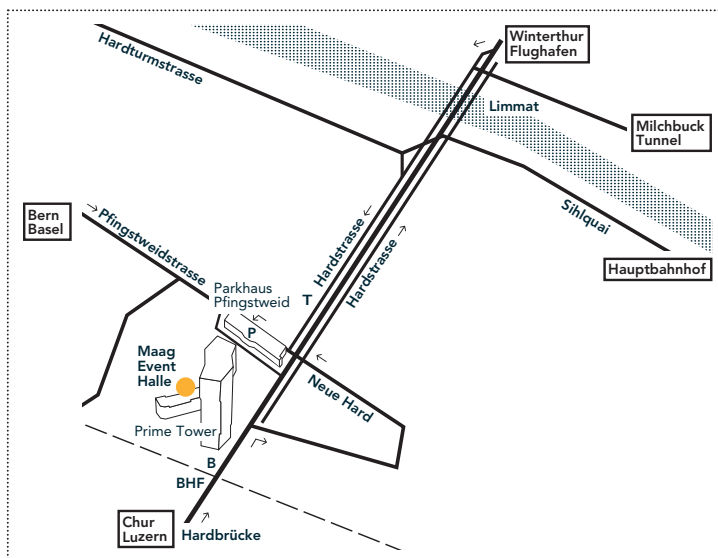 Winterthur
Flughafen
Hardturmstrasse
Limmat
Milchbuck
Tunnel
Bern
Basel
Pfingstweidstrasse
Sihlquai
Hardstrasse
Hardstrasse
Hauptbahnhof
Parkhaus
Pfingstweid
T
P
Maag
Event
Halle
Neue Hard
Prime Tower
B
BHF
Chur
Luzern
Hardbrücke